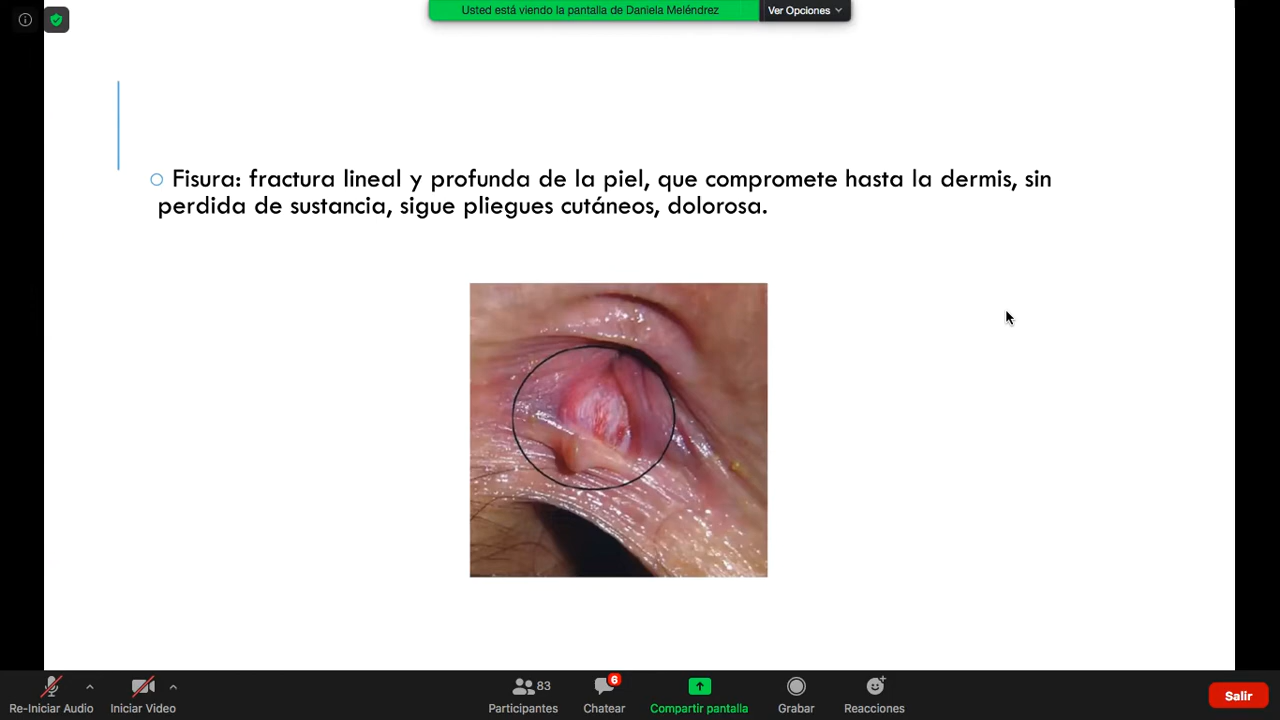 Usted está viendo la pantalla de Daniela Meléndrez
Ver Opciones
Fisura: fractura lineal y profunda de la piel, que compromete hasta la dermis, sin
perdida de sustancia, sigue pliegues cutáneos, dolorosa.
Re-Iniciar Audio
Iniciar Video
83
Participantes
6
Chatear
Compartir pantalla
Grabar
Reacciones
Salir